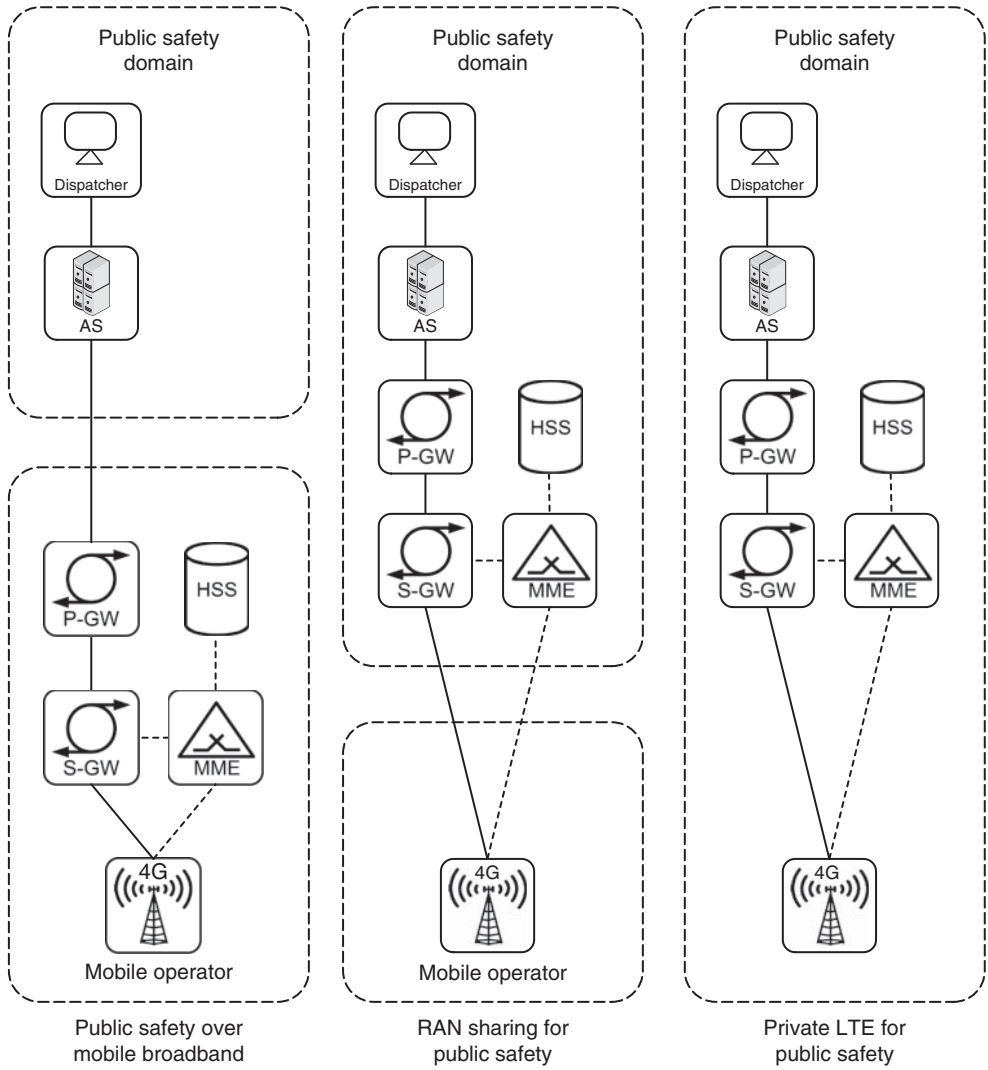 Public safety
domain
Dispatcher
AS
P-GW
HSS
S-GW
MME
4G
Mobile operator
Public safety over
mobile broadband
Public safety
domain
Dispatcher
AS
P-GW
HSS
S-GW
MME
4G
Mobile operator
RAN sharing for
public safety
Public safety
domain
Dispatcher
AS
P-GW
HSS
S-GW
MME
4G
Private LTE for
public safety